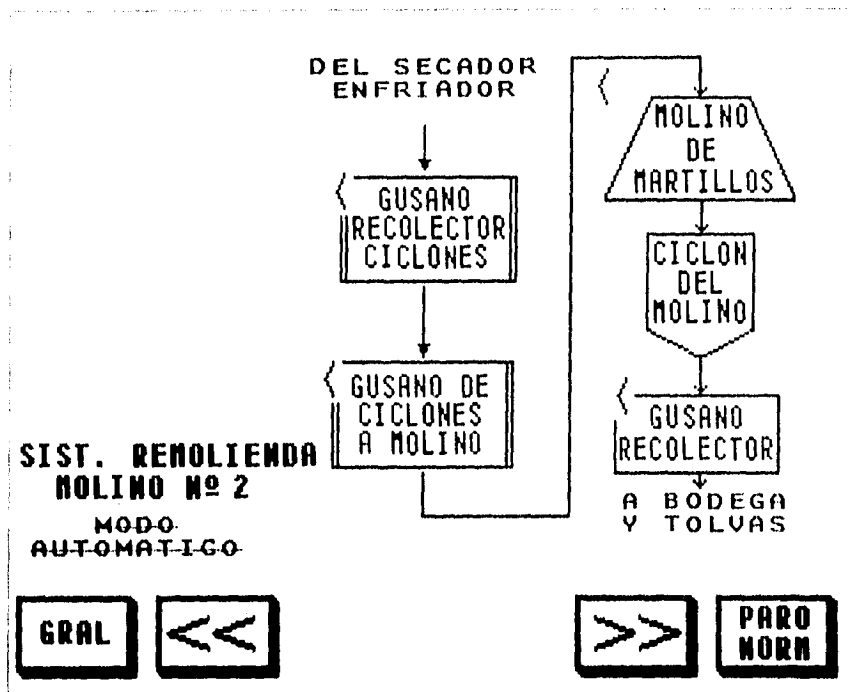 DEL SECADOR
ENFRIADOR
GUSANO
RECOLECTOR
CICLONES
GUSANO DE
CICLONES
A MOLINO
MOLINO
DE
MARTILLOS
CICLON
DEL
MOLINO
GUSANO
RECOLECTOR
A BODEGA
Y TOLVAS
SIST. REMOLIENDA
MOLINO Nº 2
MODO
AUTOMATICO
GRAL
<<
>>
PARO
NORM